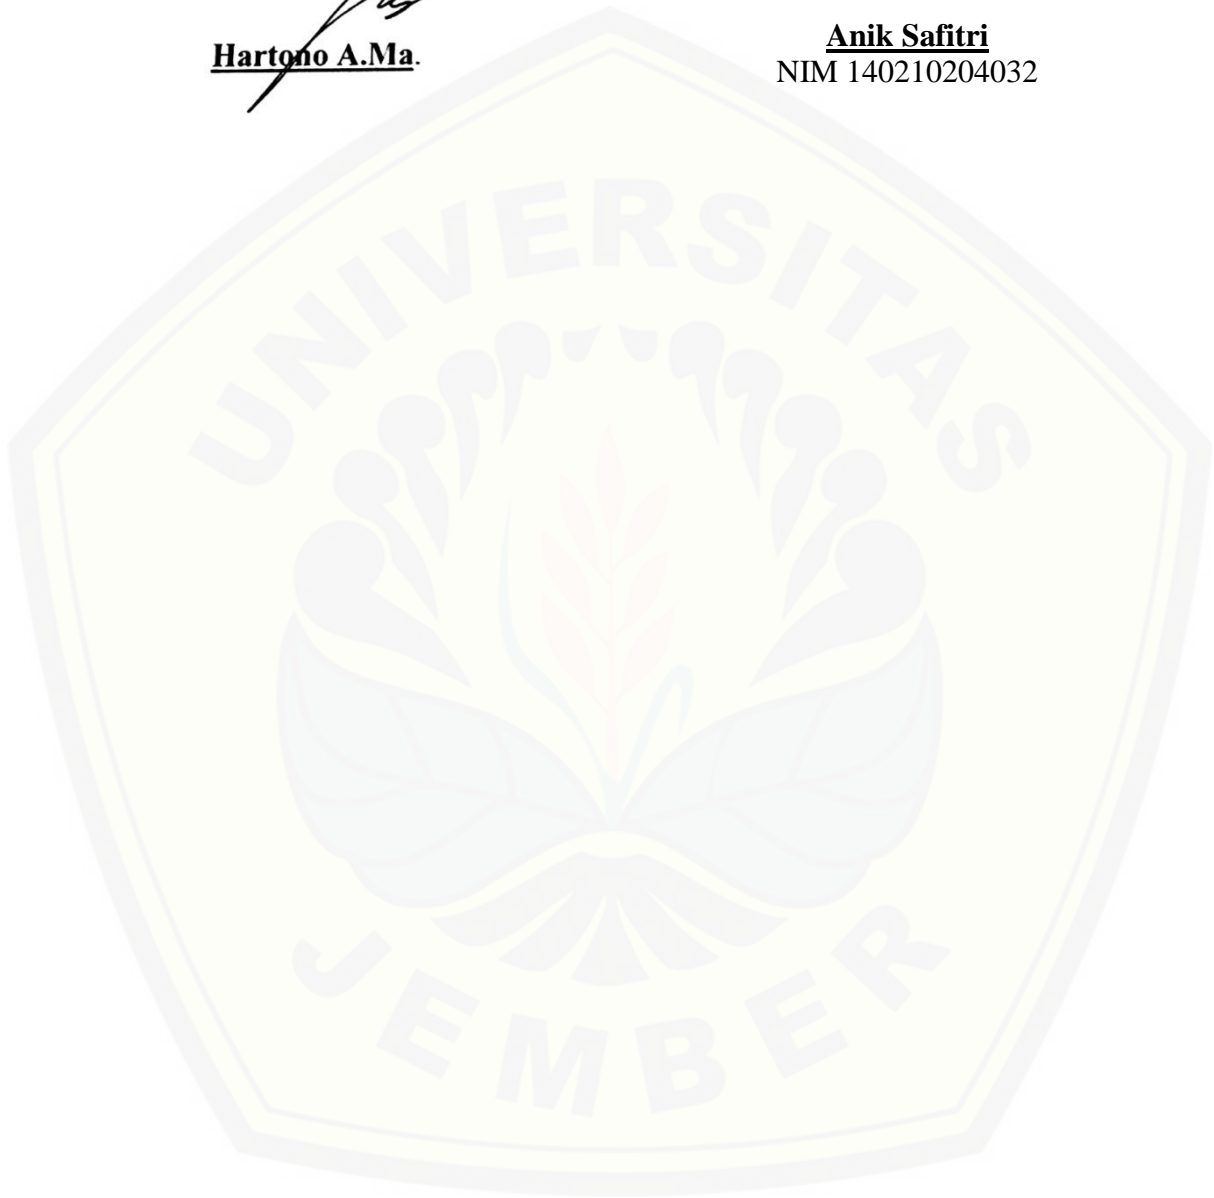 Hartono A.Ma.
Anik Safitri
NIM 140210204032
UNIVERSITAS
JEMBER